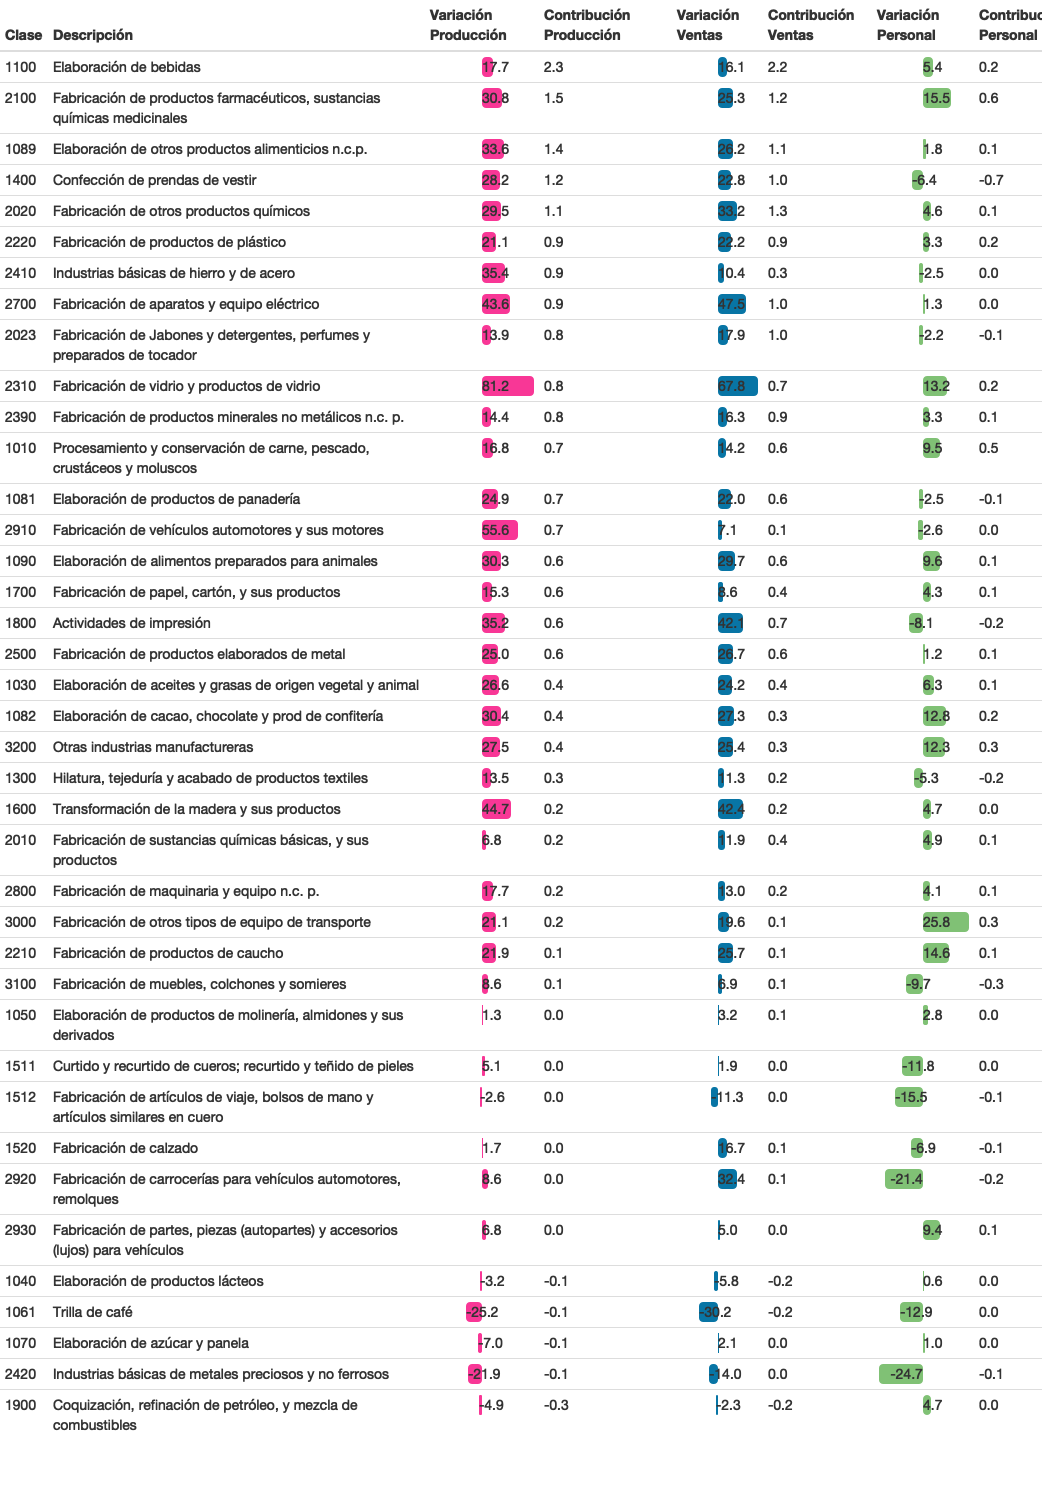 Variación Contribución Variación Contribución Variación Contribuc
Clase Descripción Producción Producción Ventas Ventas Personal Personal
1100 Elaboración de bebidas 17.7 2.3 16.1 2.2 5.4 0.2
2100 Fabricación de productos farmacéuticos, sustancias 30.8 1.5 25.3 1.2 15.5 0.6
químicas medicinales
1089 Elaboración de otros productos alimenticios n.c.p. 33.6 1.4 26.2 1.1 1.8 0.1
1400 Confección de prendas de vestir 28.2 1.2 22.8 1.0 -6.4 -0.7
2020 Fabricación de otros productos químicos 29.5 1.1 33.2 1.3 4.6 0.1
2220 Fabricación de productos de plástico 21.1 0.9 22.2 0.9 3.3 0.2
2410 Industrias básicas de hierro y de acero 35.4 0.9 10.4 0.3 -2.5 0.0
2700 Fabricación de aparatos y equipo eléctrico 43.6 0.9 47.5 1.0 1.3 0.0
2023 Fabricación de Jabones y detergentes, perfumes y 13.9 0.8 17.9 1.0 -2.2 -0.1
preparados de tocador
2310 Fabricación de vidrio y productos de vidrio 81.2 0.8 67.8 0.7 13.2 0.2
2390 Fabricación de productos minerales no metálicos n.c. p. 14.4 0.8 16.3 0.9 3.3 0.1
1010 Procesamiento y conservación de carne, pescado, 16.8 0.7 14.2 0.6 9.5 0.5
crustáceos y moluscos
1081 Elaboración de productos de panadería 24.9 0.7 22.0 0.6 -2.5 -0.1
2910 Fabricación de vehículos automotores y sus motores 55.6 0.7 7.1 0.1 -2.6 0.0
1090 Elaboración de alimentos preparados para animales 30.3 0.6 29.7 0.6 9.6 0.1
1700 Fabricación de papel, cartón, y sus productos 15.3 0.6 8.6 0.4 4.3 0.1
1800 Actividades de impresión 35.2 0.6 42.1 0.7 -8.1 -0.2
2500 Fabricación de productos elaborados de metal 25.0 0.6 26.7 0.6 1.2 0.1
1030 Elaboración de aceites y grasas de origen vegetal y animal 26.6 0.4 24.2 0.4 6.3 0.1
1082 Elaboración de cacao, chocolate y prod de confitería 30.4 0.4 27.3 0.3 12.8 0.2
3200 Otras industrias manufactureras 27.5 0.4 25.4 0.3 12.3 0.3
1300 Hilatura, tejeduría y acabado de productos textiles 13.5 0.3 11.3 0.2 -5.3 -0.2
1600 Transformación de la madera y sus productos 44.7 0.2 42.4 0.2 4.7 0.0
2010 Fabricación de sustancias químicas básicas, y sus 6.8 0.2 11.9 0.4 4.9 0.1
productos
2800 Fabricación de maquinaria y equipo n.c. p. 17.7 0.2 13.0 0.2 4.1 0.1
3000 Fabricación de otros tipos de equipo de transporte 21.1 0.2 19.6 0.1 25.8 0.3
2210 Fabricación de productos de caucho 21.9 0.1 25.7 0.1 14.6 0.1
3100 Fabricación de muebles, colchones y somieres 8.6 0.1 6.9 0.1 -9.7 -0.3
1050 Elaboración de productos de molinería, almidones y sus 1.3 0.0 3.2 0.1 2.8 0.0
derivados
1511 Curtido y recurtido de cueros; recurtido y teñido de pieles 5.1 0.0 1.9 0.0 -11.8 0.0
1512 Fabricación de artículos de viaje, bolsos de mano y -2.6 0.0 -11.3 0.0 -15.5 -0.1
artículos similares en cuero
1520 Fabricación de calzado 1.7 0.0 16.7 0.1 -6.9 -0.1
2920 Fabricación de carrocerías para vehículos automotores, 8.6 0.0 32.4 0.1 -21.4 -0.2
remolques
2930 Fabricación de partes, piezas (autopartes) y accesorios 6.8 0.0 5.0 0.0 9.4 0.1
(lujos) para vehículos
1040 Elaboración de productos lácteos -3.2 -0.1 -5.8 -0.2 0.6 0.0
1061 Trilla de café -25.2 -0.1 -30.2 -0.2 -12.9 0.0
1070 Elaboración de azúcar y panela -7.0 -0.1 2.1 0.0 1.0 0.0
2420 Industrias básicas de metales preciosos y no ferrosos -21.9 -0.1 -14.0 0.0 -24.7 -0.1
1900 Coquización, refinación de petróleo, y mezcla de -4.9 -0.3 -2.3 -0.2 4.7 0.0
combustibles